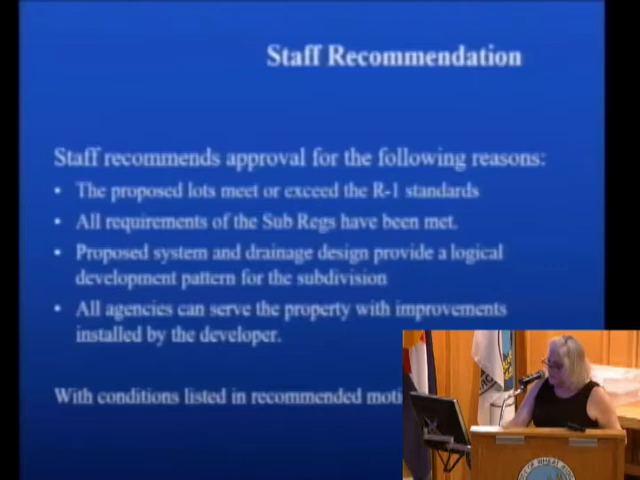 Staff Recommendation
Staff recommends approval for the following reasons:
• The proposed lots meet or exceed the R-1 standards
• All requirements of the Sub Regs have been met.
• Proposed system and drainage design provide a logical
development pattern for the subdivision
• All agencies can serve the property with improvements
installed by the developer.
With conditions listed in recommended moti